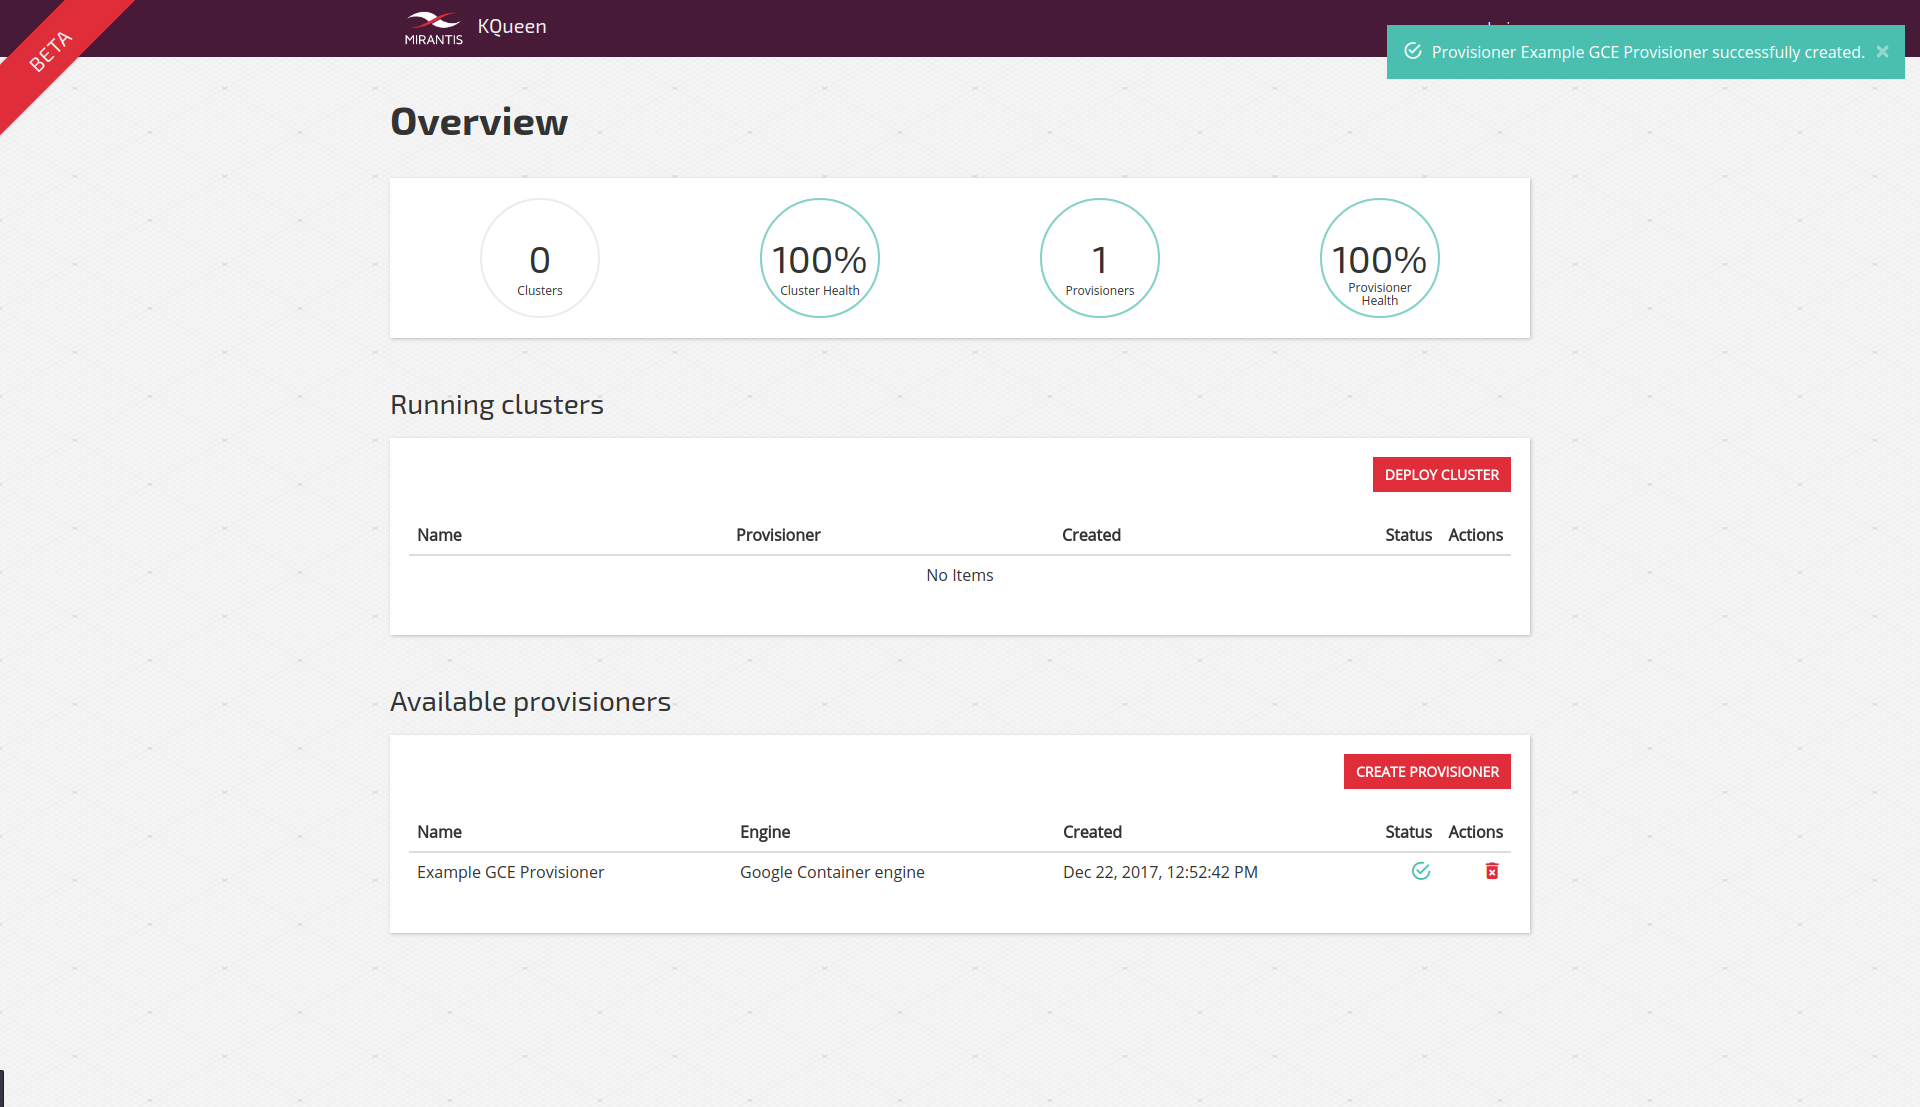 BETA
MIRANTIS
KQueen
Provisioner Example GCE Provisioner successfully created.
Overview
0
Clusters
100%
Cluster Health
1
Provisioners
100%
Provisioner
Health
Running clusters
DEPLOY CLUSTER
Name Provisioner Created Status Actions
No Items
Available provisioners
CREATE PROVISIONER
Name Engine Created Status Actions
Example GCE Provisioner Google Container engine Dec 22, 2017, 12:52:42 PM